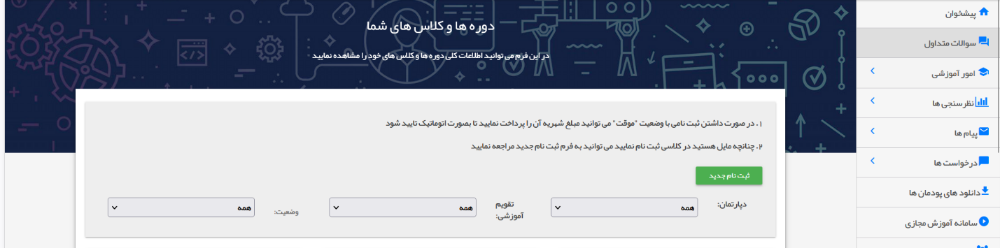 پیشخوان
سوالات متداول
امور آموزشی
نظرسنجی ها
پیام ها
درخواست ها
دانلود های پودمان ها
سامانه آموزش مجازی
دوره ها و کلاس های شما
در این فرم می توانید اطلاعات کلی دوره ها و کلاس های خود را مشاهده نمایید
۱. در صورت داشتن ثبت نامی با وضعیت "موقت" می توانید مبلغ شهریه آن را پرداخت نمایید تا بصورت اتوماتیک تایید شود
۲. چنانچه مایل هستید در کلاسی ثبت نام نمایید می توانید به فرم ثبت نام جدید مراجعه نمایید
ثبت نام جدید
دپارتمان: همه
تقویم آموزشی: همه
وضعیت: همه